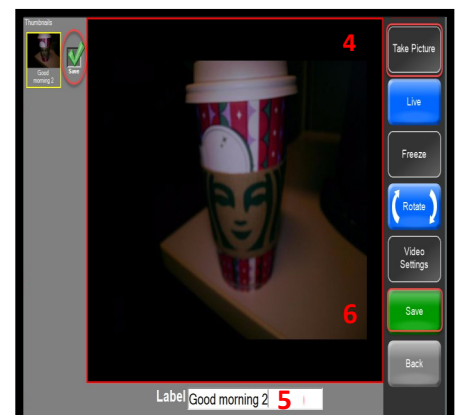 Thumbnails
Good
morning 2
Save
4
Take Picture
Live
Freeze
Rotate
Video
Settings
6
Save
Back
Label Good morning 2 5